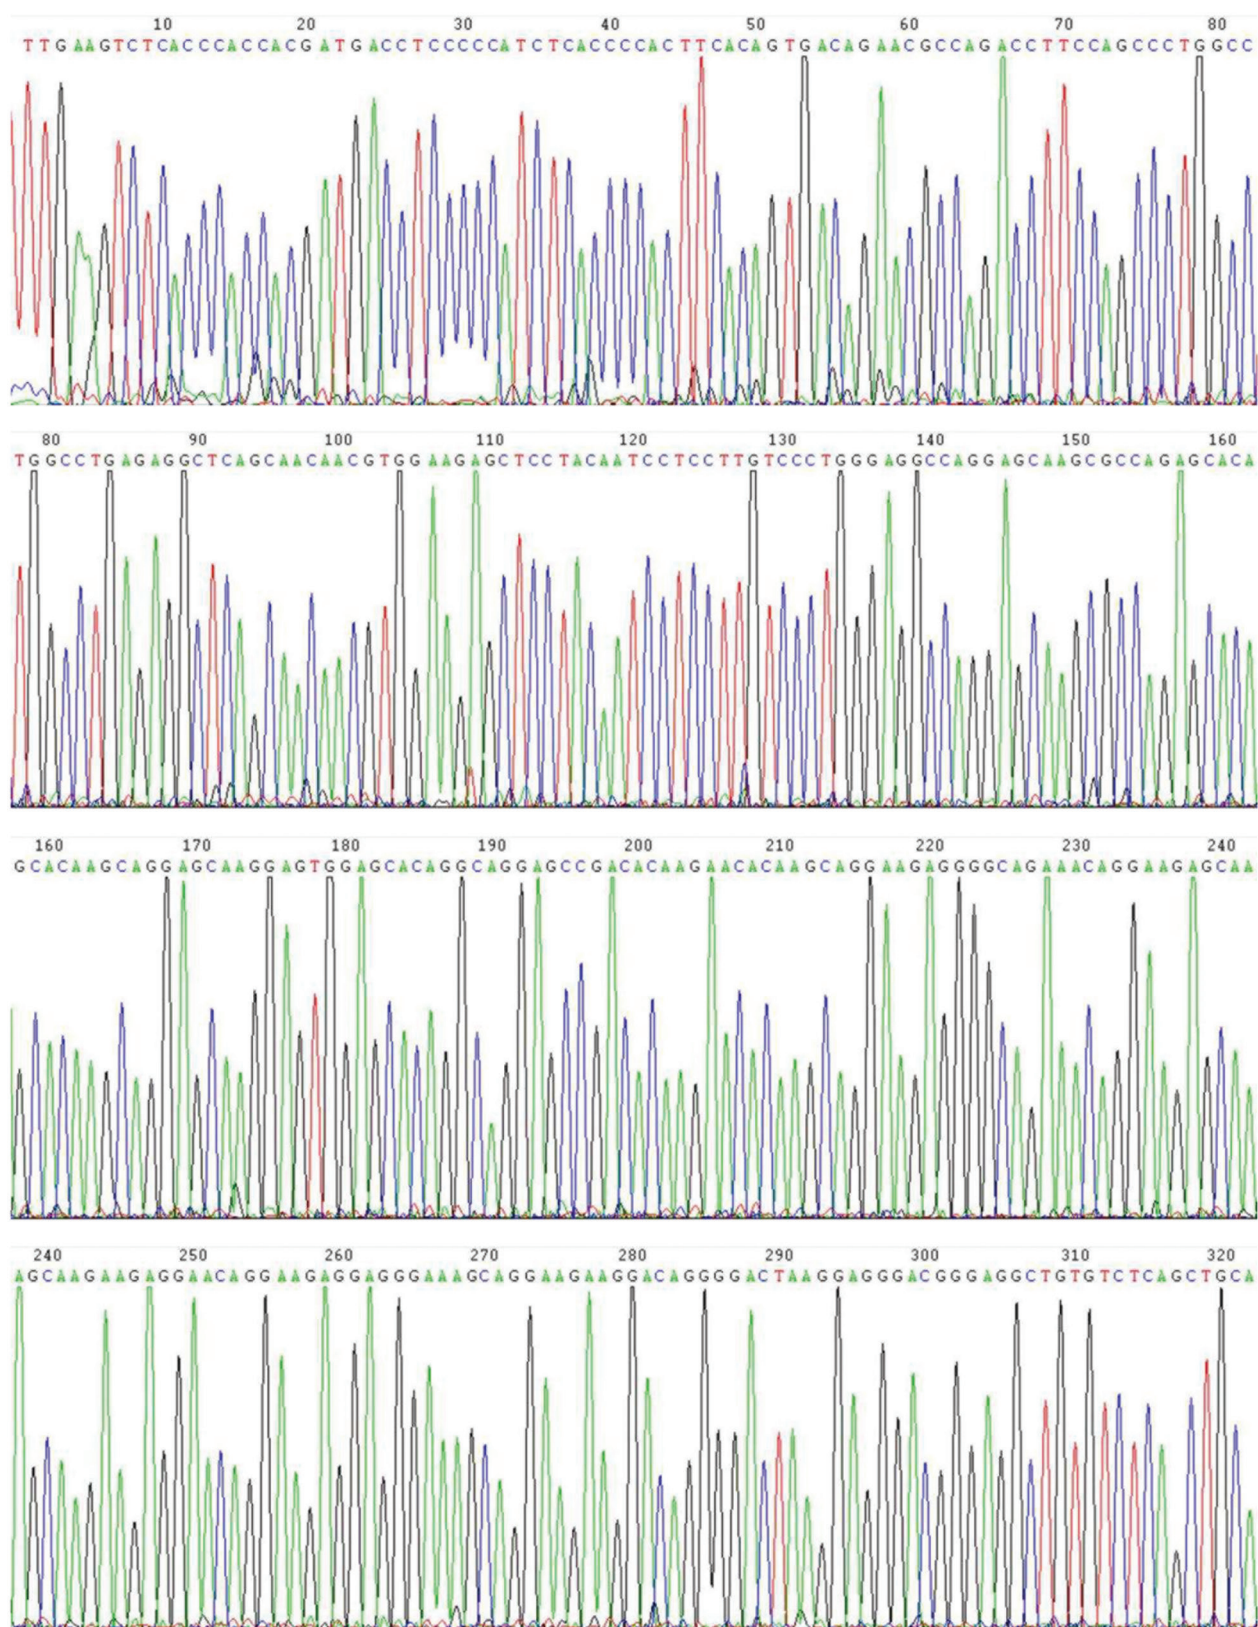 10 20 30 40 50 60 70 80
TTGAAGTCTCACCCACCACGATGACCTCCCCCATCTCACCCCACTTCACAGTGACAGAACGCCAGACCTTCCAGCCCTGGCC
80 90 100 110 120 130 140 150 160
TGGCCTGAGAGGCTCAGCAACAACGTGGAAGAGCTCCTACAATCCTCCTTGTCCCTGGGAGGCCAGGAGCAAGCGCCAGAGCACA
160 170 180 190 200 210 220 230 240
GCACAAGCAGGAGCAAGGAGTGGAGCACAGGCAGGAGCCGACACAAGAACACAAGCAGGAAGAGGGGCAGAAACAGGAAGAGCAA
240 250 260 270 280 290 300 310 320
AGCAAGAAGAGGAACAGGAAGAGGAGGGAAAGCAGGAAGAAGGACAGGGGACTAAGGAGGGACGGGAGGCTGTGTCTCAGCTGCA